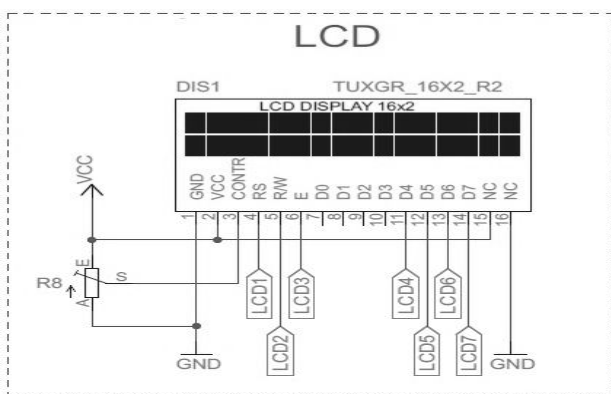 LCD
DIS1 TUXGR_16X2_R2
LCD DISPLAY 16x2
VCC
GND
VCC
CONTR
RS
R/W
E
D0
D1
D2
D3
D4
D5
D6
D7
NC
NC
1
2
3
4
5
6
7
8
9
10
11
12
13
14
15
16
R8
E
S
A
LCD1
LCD2
LCD3
LCD4
LCD5
LCD6
LCD7
GND
GND